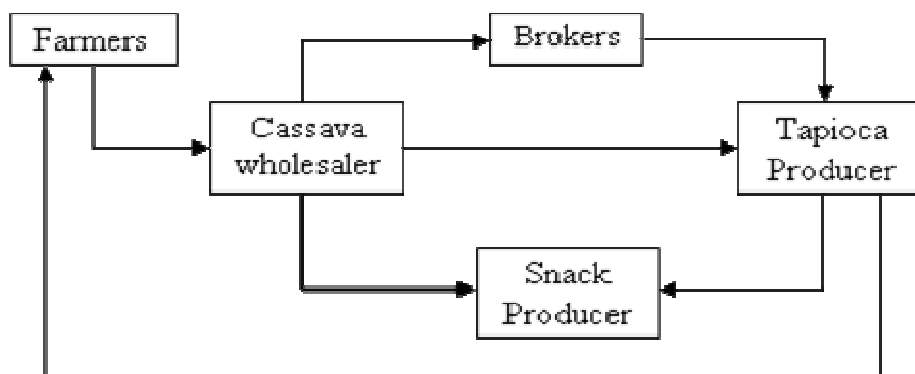 Farmers
Brokers
Cassava
wholesaler
Tapioca
Producer
Snack
Producer